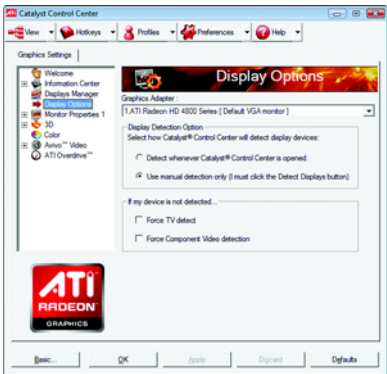 Catalyst Control Center
View
Hotkeys
Profiles
Preferences
Help
Graphics Settings
Welcome
Information Center
Displays Manager
Display Options
Monitor Properties 1
3D
Color
Avivo™ Video
ATI Overdrive™
Display Options
Graphics Adapter :
1.ATI Radeon HD 4800 Series [ Default VGA monitor ]
Display Detection Option
Select how Catalyst® Control Center will detect display devices:
Detect whenever Catalyst® Control Center is opened.
Use manual detection only (I must click the Detect Displays button)
If my device is not detected...
Force TV detect
Force Component Video detection
ATI
RADEON
GRAPHICS
Basic...
OK
Apply
Discard
Defaults